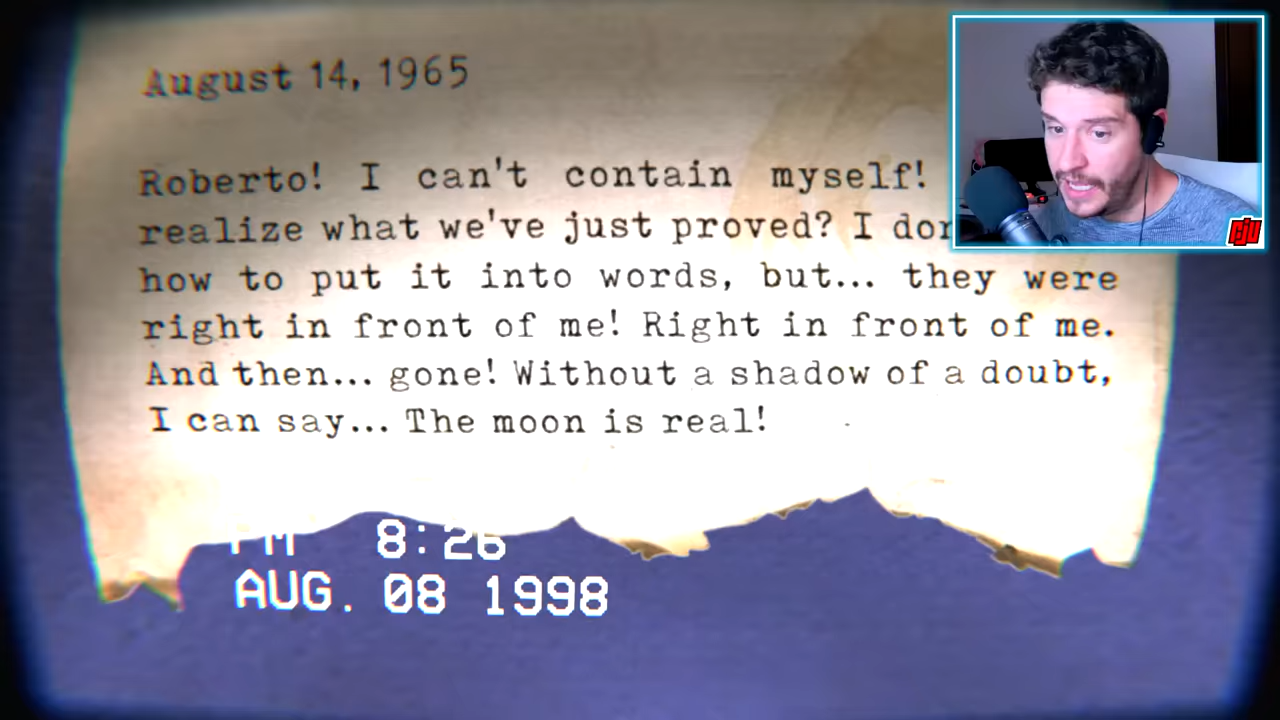 August 14, 1965
Roberto! I can't contain myself!
realize what we've just proved? I
how to put it into words, but... they were
right in front of me! Right in front of me.
And then... gone! Without a shadow of a doubt,
I can say... The moon is real!
PM 8:26
AUG. 08 1998
rju